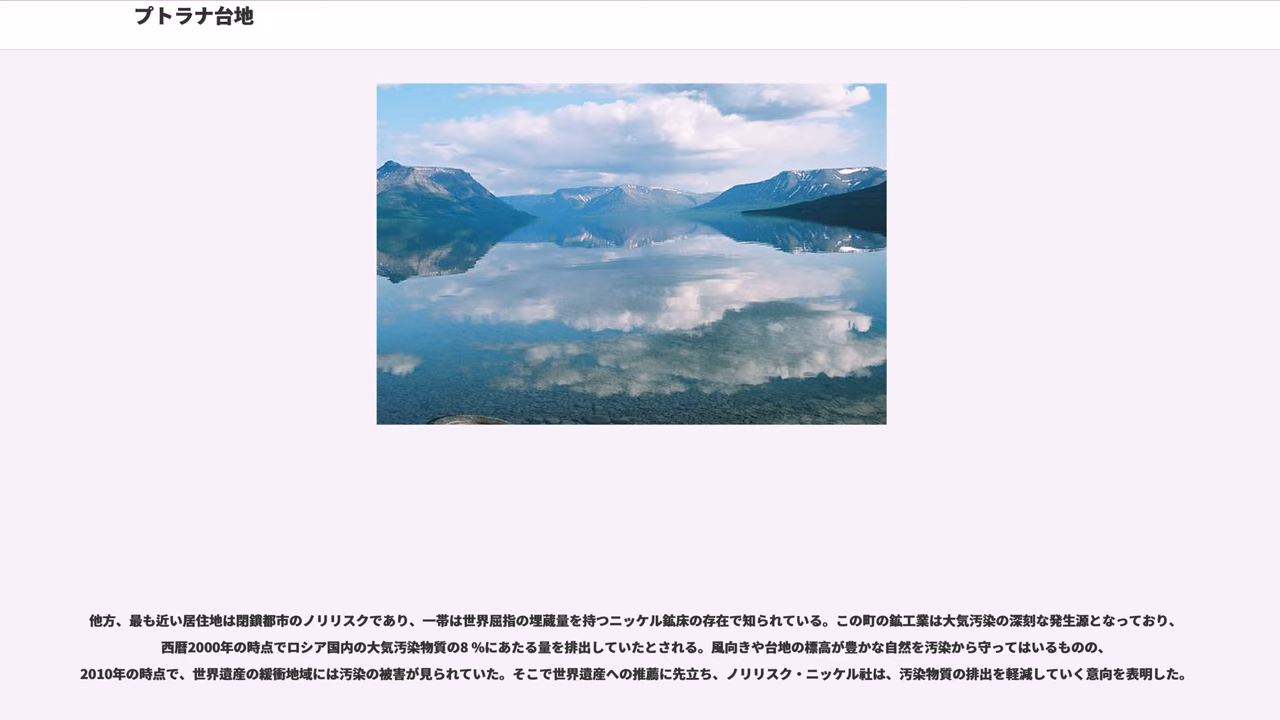 プトラナ台地
他方、最も近い居住地は閉鎖都市のノリリスクであり、一帯は世界屈指の埋蔵量を持つニッケル鉱床の存在で知られている。この町の鉱工業は大気汚染の深刻な発生源となっており、
西暦2000年の時点でロシア国内の大気汚染物質の8 %にあたる量を排出していたとされる。風向きや台地の標高が豊かな自然を汚染から守ってはいるものの、
2010年の時点で、世界遺産の緩衝地域には汚染の被害が見られていた。そこで世界遺産への推薦に先立ち、ノリリスク・ニッケル社は、汚染物質の排出を軽減していく意向を表明した。